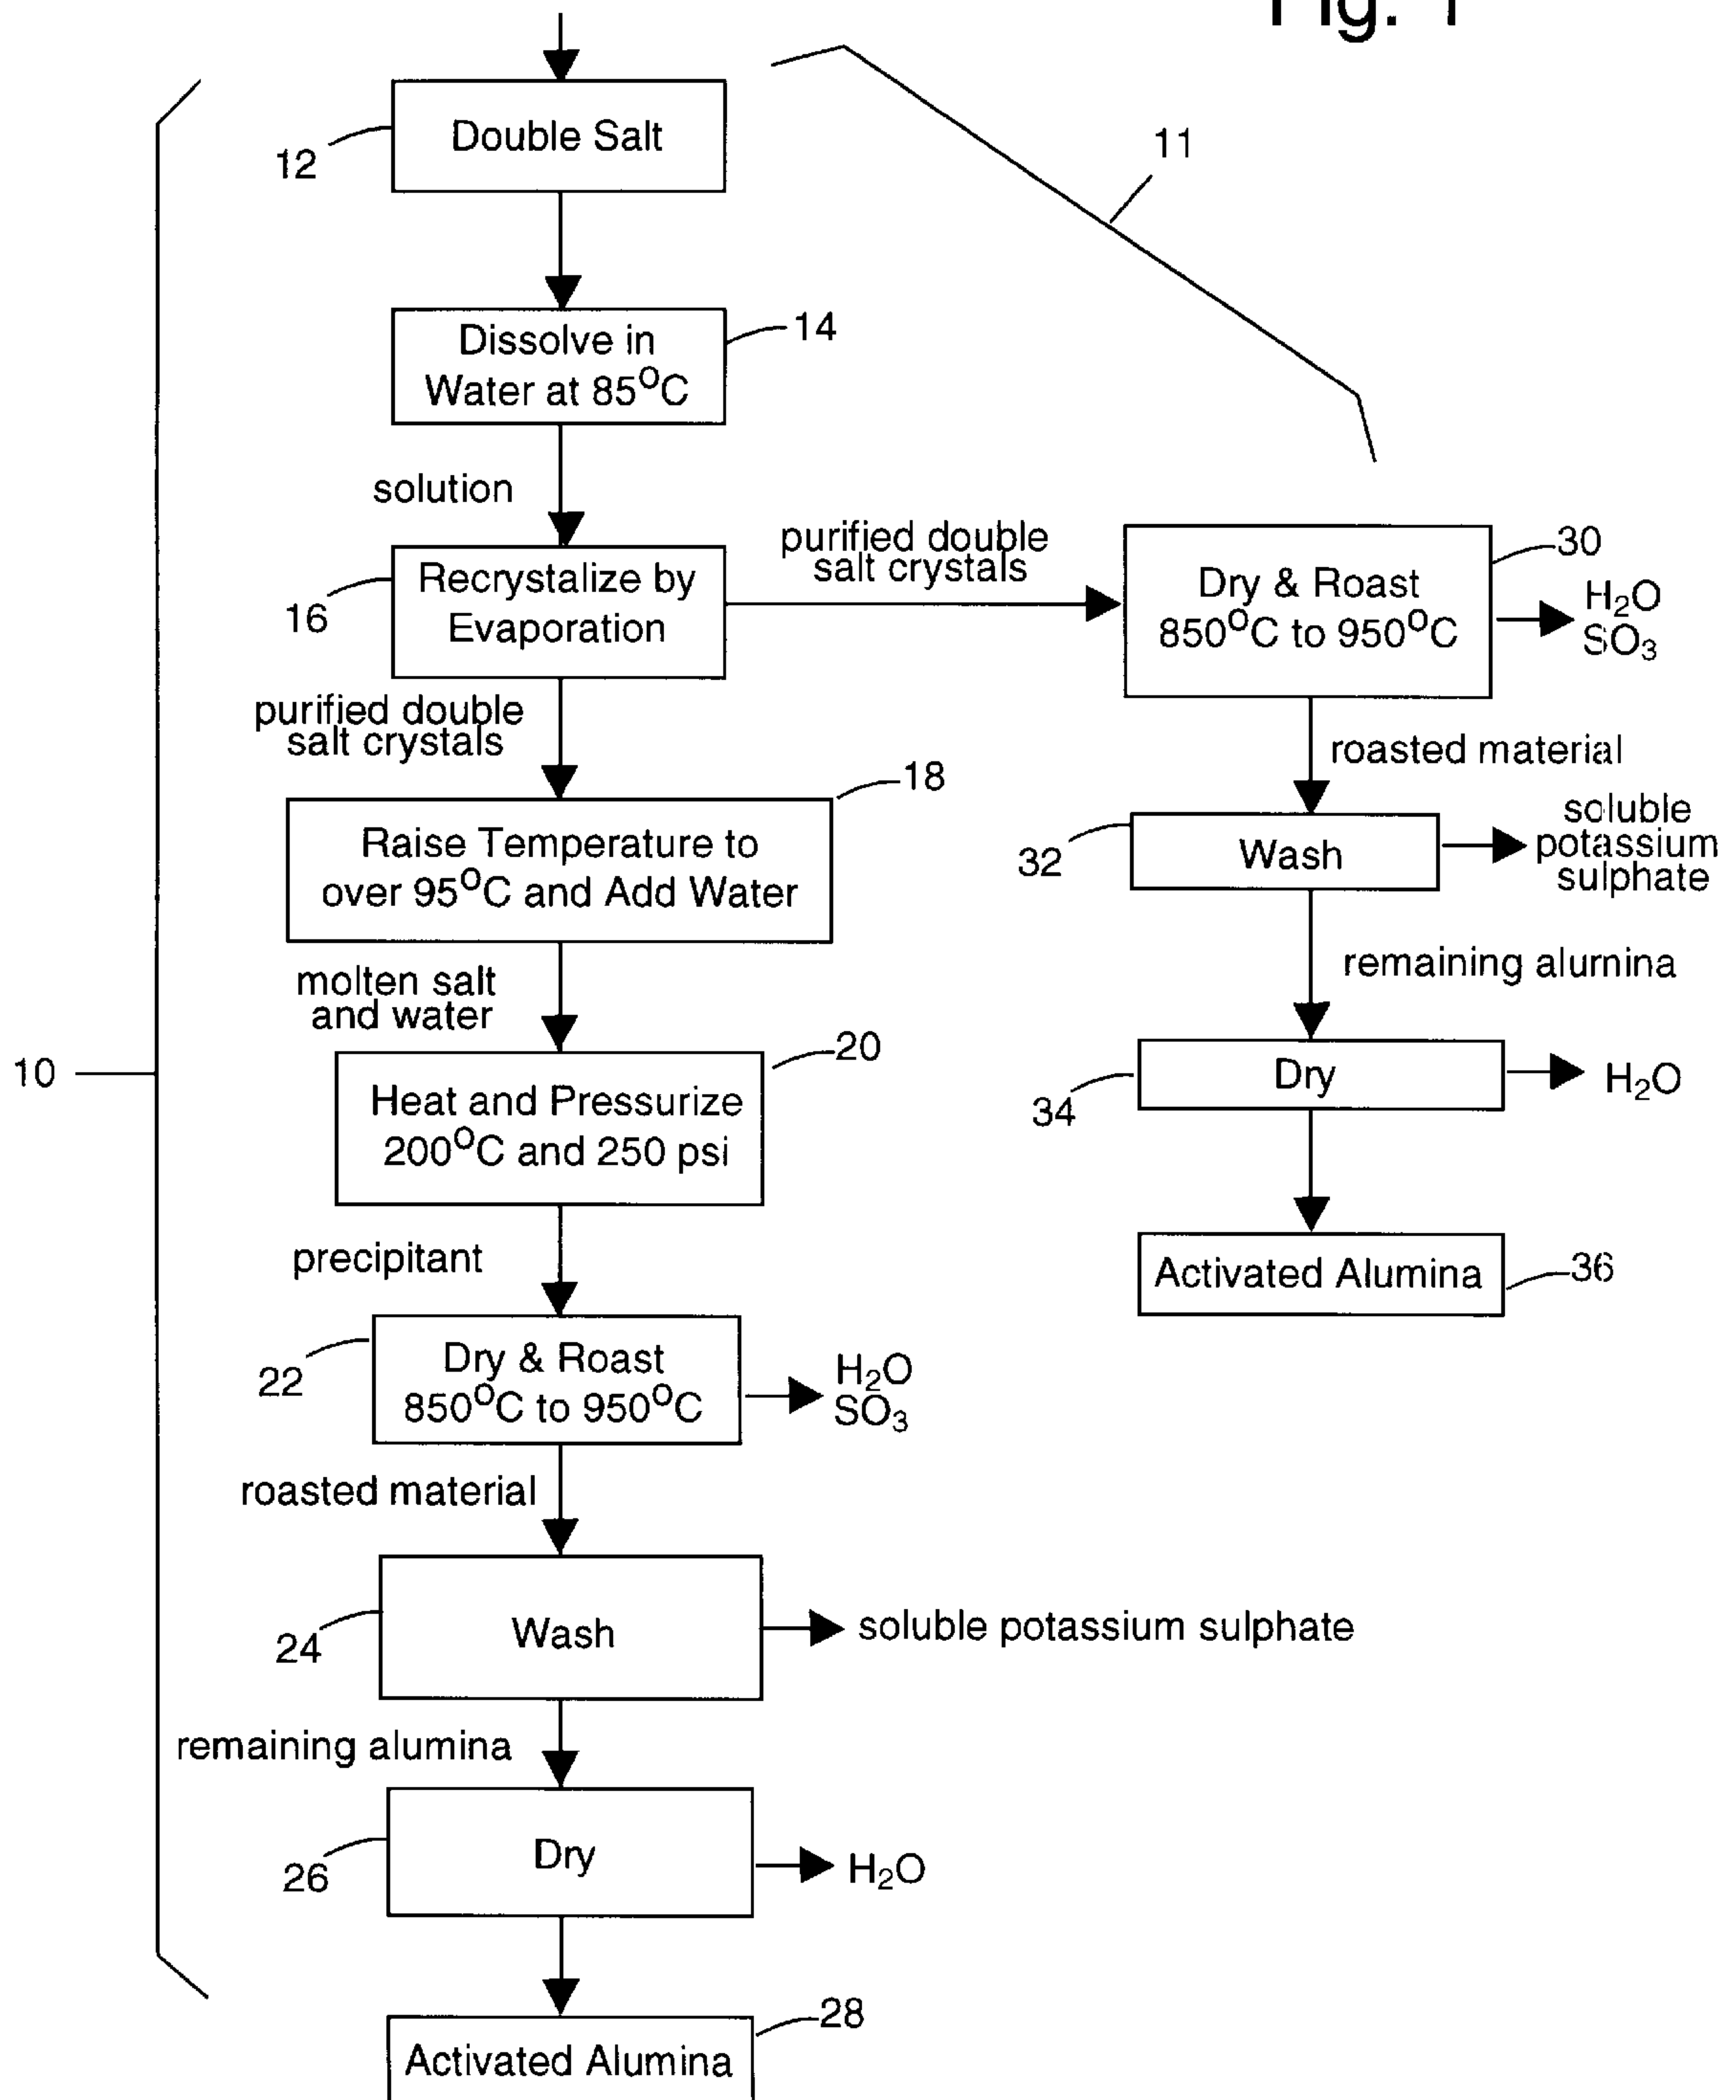 Fig. 1
Double Salt
12
11
Dissolve in
Water at 85°C
14
solution
Recrystalize by
Evaporation
16
purified double
salt crystals
Dry & Roast
850°C to 950°C
30
H₂O
SO₃
purified double
salt crystals
roasted material
Raise Temperature to
over 95°C and Add Water
18
Wash
32
soluble
potassium
sulphate
molten salt
and water
remaining alumina
10
Heat and Pressurize
200°C and 250 psi
20
Dry
34
H₂O
precipitant
Activated Alumina
36
Dry & Roast
850°C to 950°C
22
H₂O
SO₃
roasted material
Wash
24
soluble potassium sulphate
remaining alumina
Dry
26
H₂O
Activated Alumina
28